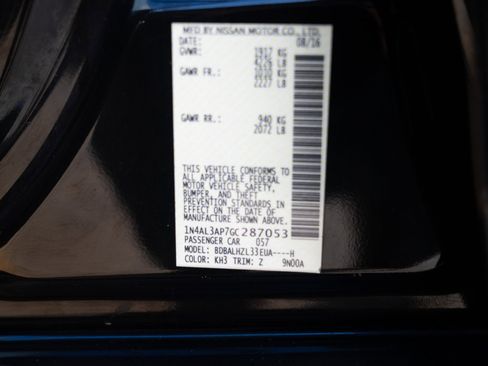 MFD BY NISSAN MOTOR CO., LTD.
DATE: 08/16
GVWR: 1917 KG
4226 LB
GAWR FR.: 1010 KG
2227 LB
GAWR RR.: 940 KG
2072 LB
THIS VEHICLE CONFORMS TO
ALL APPLICABLE FEDERAL
MOTOR VEHICLE SAFETY,
BUMPER, AND THEFT
PREVENTION STANDARDS IN
EFFECT ON THE DATE OF
MANUFACTURE SHOWN ABOVE.
1N4AL3AP7GC287053
PASSENGER CAR 057
MODEL: BDBALHZL33EUA----H
COLOR: KH3 TRIM: Z 9N00A